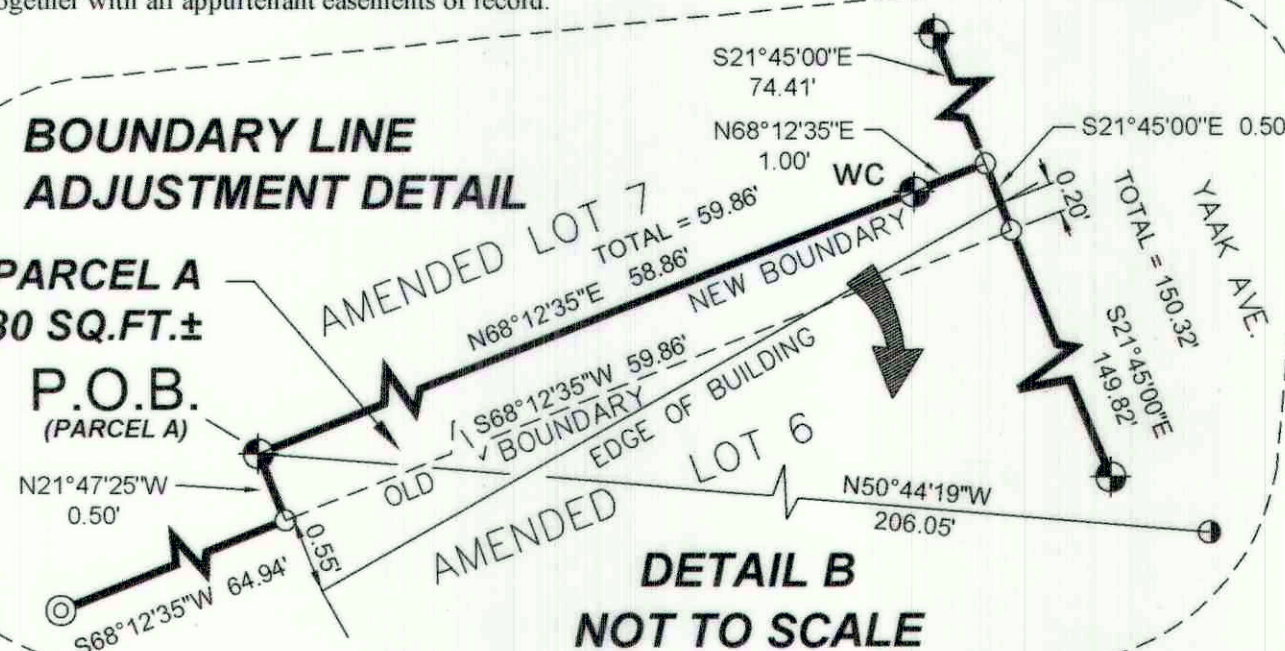 together with all appurtenant easements of record.
BOUNDARY LINE
ADJUSTMENT DETAIL
S21°45'00"E
74.41'
N68°12'35"E
1.00'
S21°45'00"E 0.50
WC
0.20'
TOTAL = 150.32'
YAAK AVE.
S21°45'00"E
149.82'
PARCEL A
30 SQ.FT.±
AMENDED LOT 7
TOTAL = 59.86'
N68°12'35"E 58.86'
NEW BOUNDARY
P.O.B.
(PARCEL A)
S68°12'35"W 59.86'
OLD BOUNDARY
EDGE OF BUILDING
N21°47'25"W
0.50'
0.55'
AMENDED LOT 6
N50°44'19"W
206.05'
S68°12'35"W 64.94'
DETAIL B
NOT TO SCALE